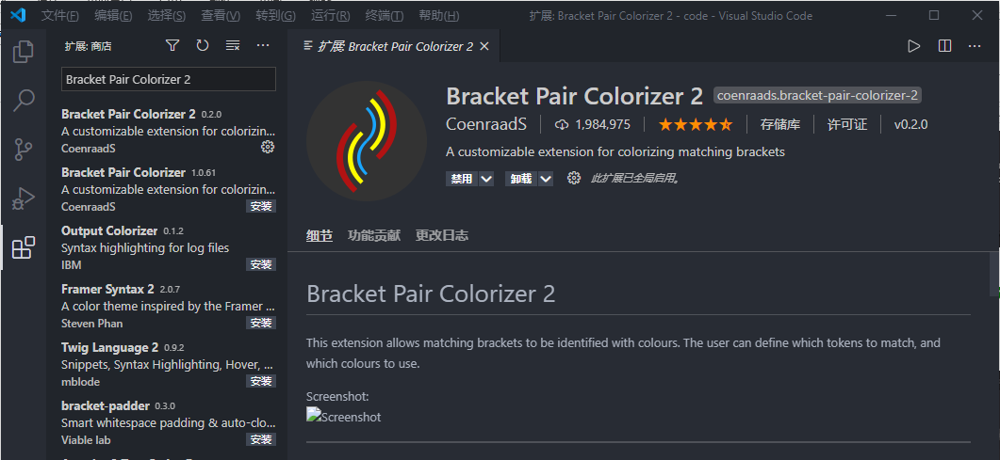 文件(F) 编辑(E) 选择(S) 查看(V) 转到(G) 运行(R) 终端(T) 帮助(H) 扩展: Bracket Pair Colorizer 2 - code - Visual Studio Code
扩展: 商店
扩展 Bracket Pair Colorizer 2
Bracket Pair Colorizer 2
Bracket Pair Colorizer 2 0.2.0
A customizable extension for colorizin...
CoenraadS
Bracket Pair Colorizer 1.0.61
A customizable extension for colorizin...
CoenraadS 安装
Output Colorizer 0.1.2
Syntax highlighting for log files
IBM 安装
Framer Syntax 2 2.0.7
A color theme inspired by the Framer ...
Steven Phan 安装
Twig Language 2 0.9.2
Snippets, Syntax Highlighting, Hover, ...
mblode 安装
bracket-padder 0.3.0
Smart whitespace padding & auto-clo...
Viable lab 安装
Bracket Pair Colorizer 2 coenraads.bracket-pair-colorizer-2
CoenraadS 1,984,975 存储库 许可证 v0.2.0
A customizable extension for colorizing matching brackets
禁用 卸载 此扩展已全局启用。
细节 功能贡献 更改日志
Bracket Pair Colorizer 2
This extension allows matching brackets to be identified with colours. The user can define which tokens to match, and
which colours to use.
Screenshot:
Screenshot